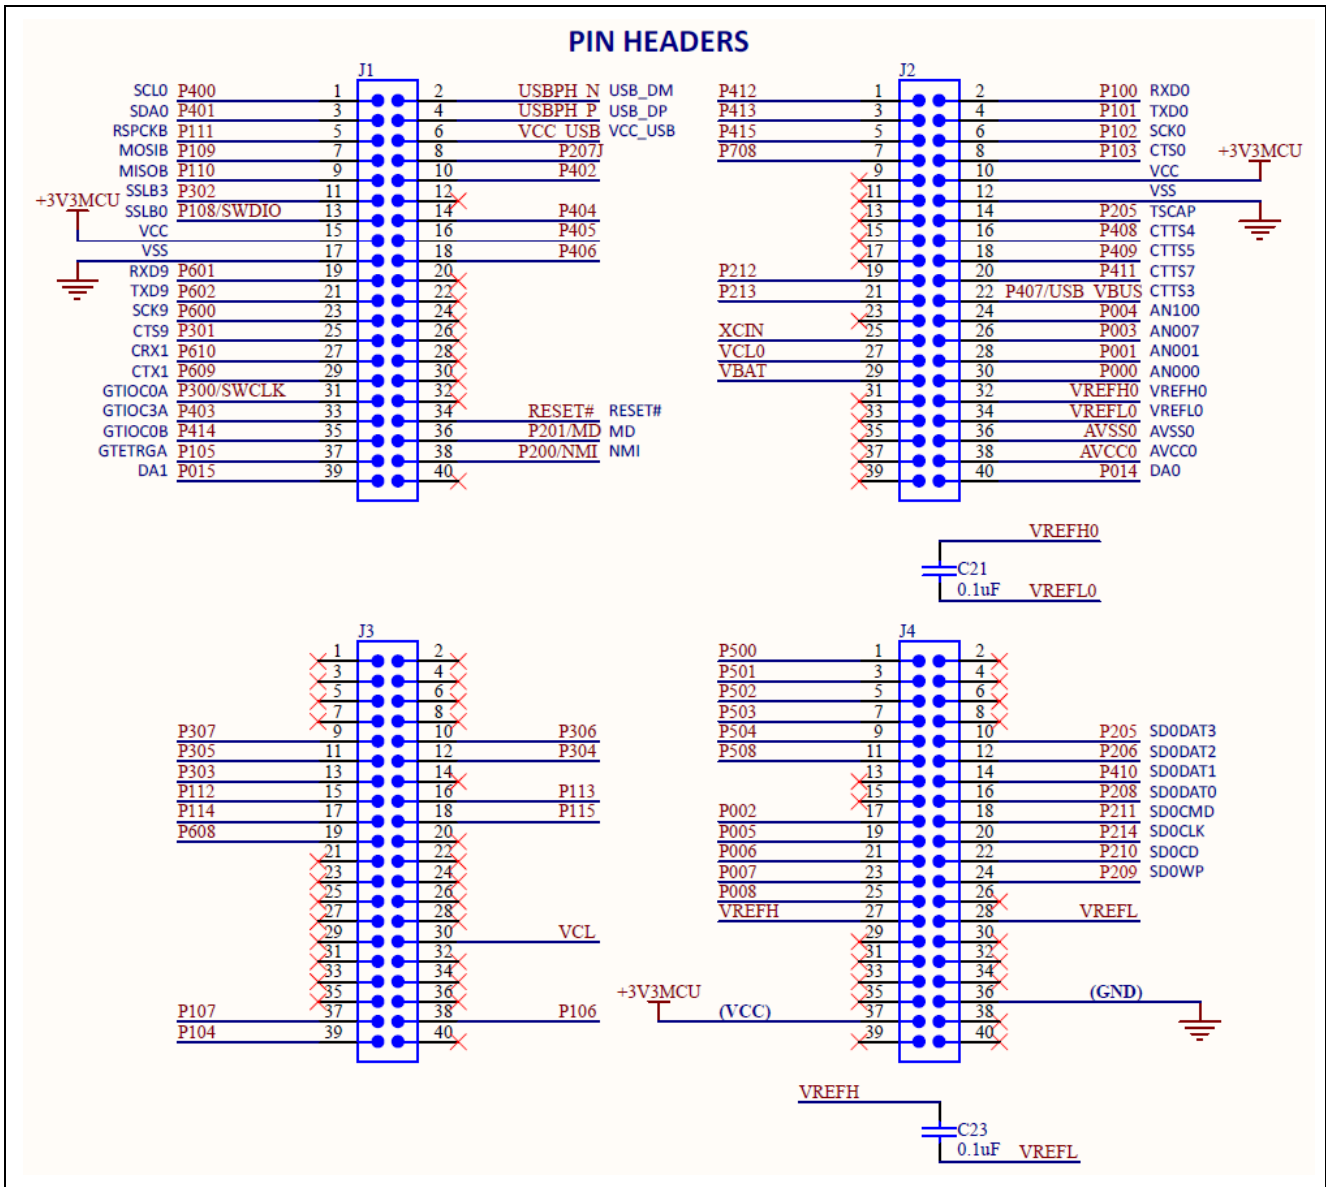 PIN HEADERS
J1
SCL0 P400 1 2 USBPH_N USB_DM
SDA0 P401 3 4 USBPH_P USB_DP
RSPCKB P111 5 6 VCC_USB VCC_USB
MOSIB P109 7 8 P207J
MISOB P110 9 10 P402
SSLB3 P302 11 12
+3V3MCU
SSLB0 P108/SWDIO 13 14 P404
VCC 15 16 P405
VSS 17 18 P406
RXD9 P601 19 20
TXD9 P602 21 22
SCK9 P600 23 24
CTS9 P301 25 26
CRX1 P610 27 28
CTX1 P609 29 30
GTIOC0A P300/SWCLK 31 32
GTIOC3A P403 33 34 RESET# RESET#
GTIOC0B P414 35 36 P201/MD MD
GTETRGA P105 37 38 P200/NMI NMI
DA1 P015 39 40
J2
P412 1 2 P100 RXD0
P413 3 4 P101 TXD0
P415 5 6 P102 SCK0
P708 7 8 P103 CTS0
+3V3MCU
9 10 VCC
11 12 VSS
13 14 P205 TSCAP
15 16 P408 CTTS4
17 18 P409 CTTS5
P212 19 20 P411 CTTS7
P213 21 22 P407/USB_VBUS CTTS3
23 24 P004 AN100
XCIN 25 26 P003 AN007
VCL0 27 28 P001 AN001
VBAT 29 30 P000 AN000
31 32 VREFH0 VREFH0
33 34 VREFL0 VREFL0
35 36 AVSS0 AVSS0
37 38 AVCC0 AVCC0
39 40 P014 DA0
VREFH0
C21
0.1uF VREFL0
J3
1 2
3 4
5 6
7 8
P307 9 10 P306
P305 11 12 P304
P303 13 14
P112 15 16 P113
P114 17 18 P115
P608 19 20
21 22
23 24
25 26
27 28
29 30 VCL
31 32
33 34
35 36
P107 37 38 P106
P104 39 40
J4
P500 1 2
P501 3 4
P502 5 6
P503 7 8
P504 9 10 P205 SD0DAT3
P508 11 12 P206 SD0DAT2
13 14 P410 SD0DAT1
15 16 P208 SD0DAT0
P002 17 18 P211 SD0CMD
P005 19 20 P214 SD0CLK
P006 21 22 P210 SD0CD
P007 23 24 P209 SD0WP
P008 25 26
VREFH 27 28 VREFL
29 30
31 32
33 34
+3V3MCU
35 36 (GND)
(VCC) 37 38
39 40
VREFH
C23
0.1uF VREFL